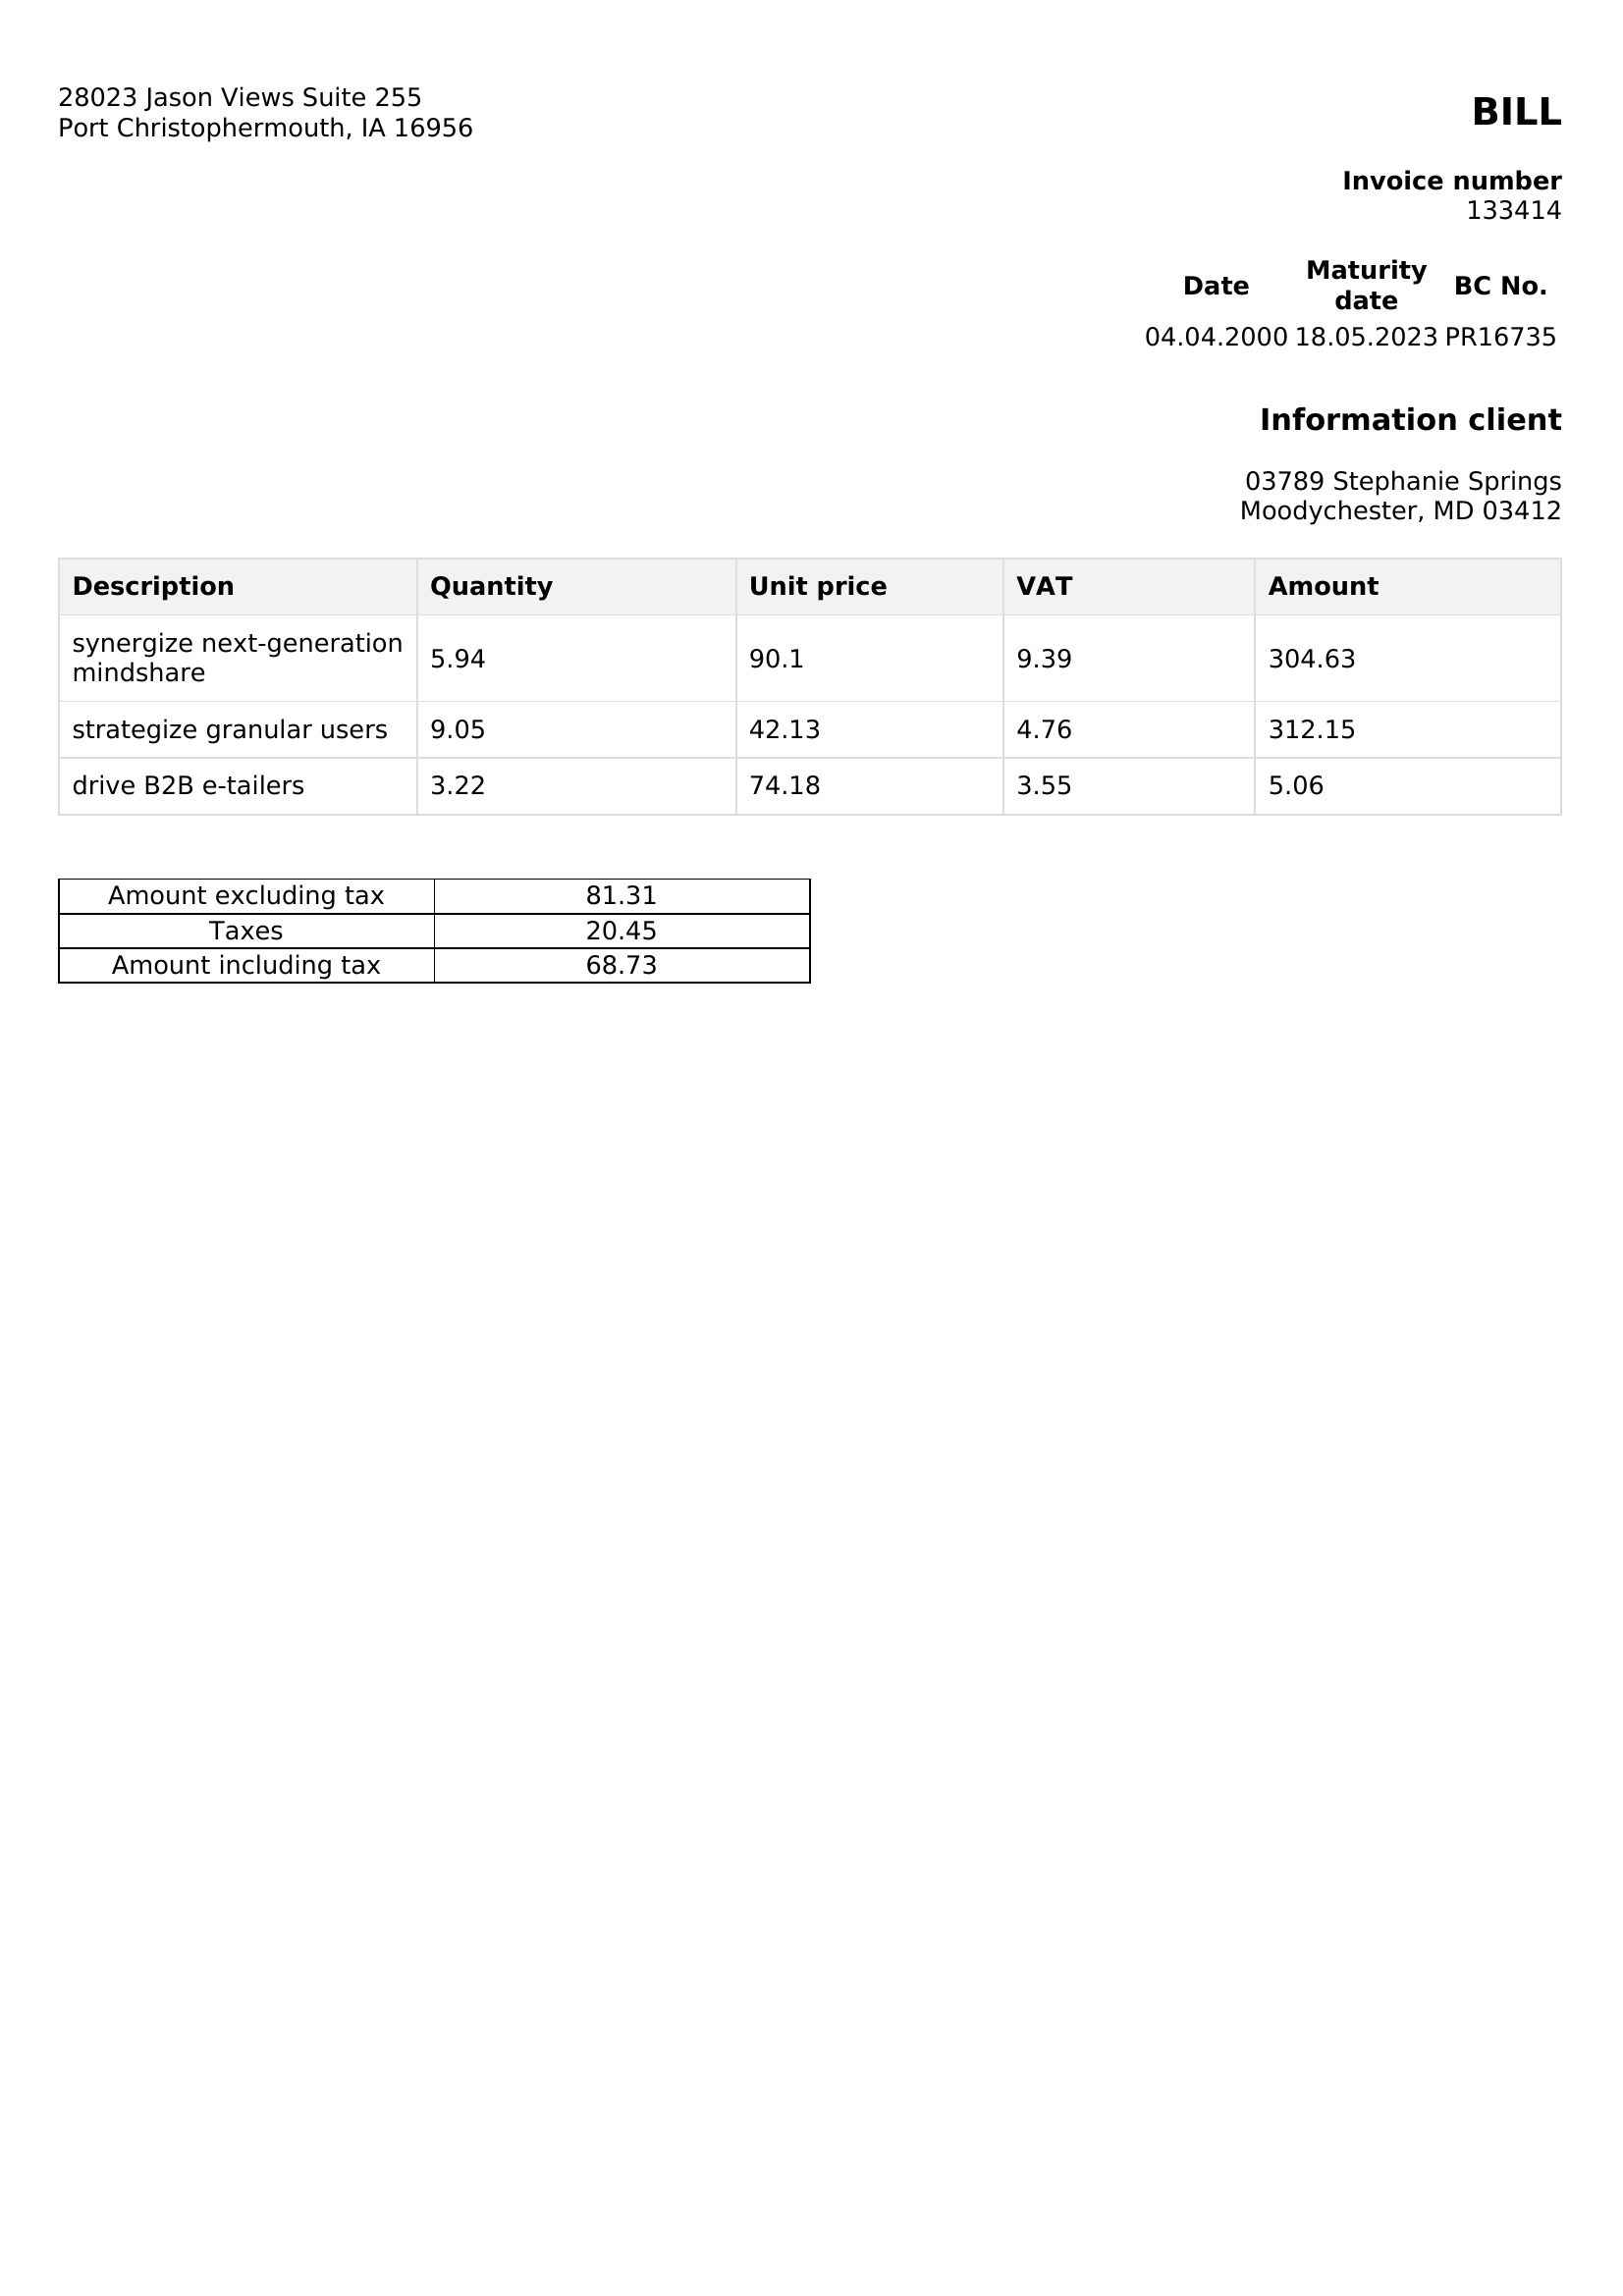 28023 Jason Views Suite 255
Port Christophermouth, IA 16956
BILL
Invoice number
133414
Date Maturity date BC No.
04.04.2000 18.05.2023 PR16735
Information client
03789 Stephanie Springs
Moodychester, MD 03412
Description Quantity Unit price VAT Amount
synergize next-generation mindshare 5.94 90.1 9.39 304.63
strategize granular users 9.05 42.13 4.76 312.15
drive B2B e-tailers 3.22 74.18 3.55 5.06
Amount excluding tax 81.31
Taxes 20.45
Amount including tax 68.73